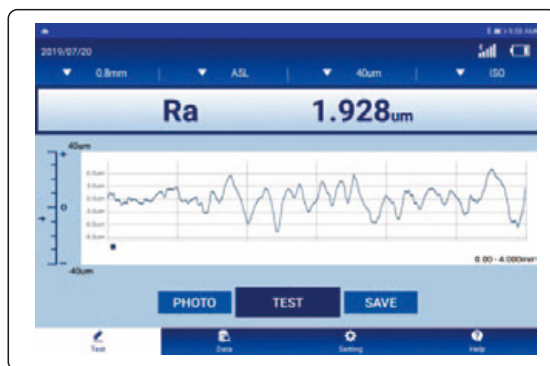 2019/07/20
0.8mm ASL 40um ISO
Ra 1.928um
40um
0
-40um
0.00-4.000mm
PHOTO TEST SAVE
Test Data Setting Help